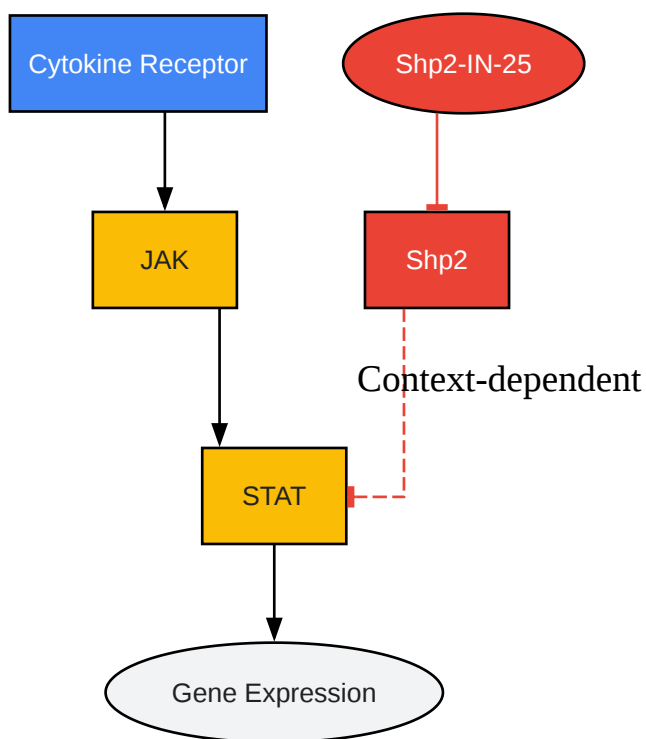 Cytokine Receptor
Shp2-IN-25
JAK
Shp2
Context-dependent
STAT
Gene Expression